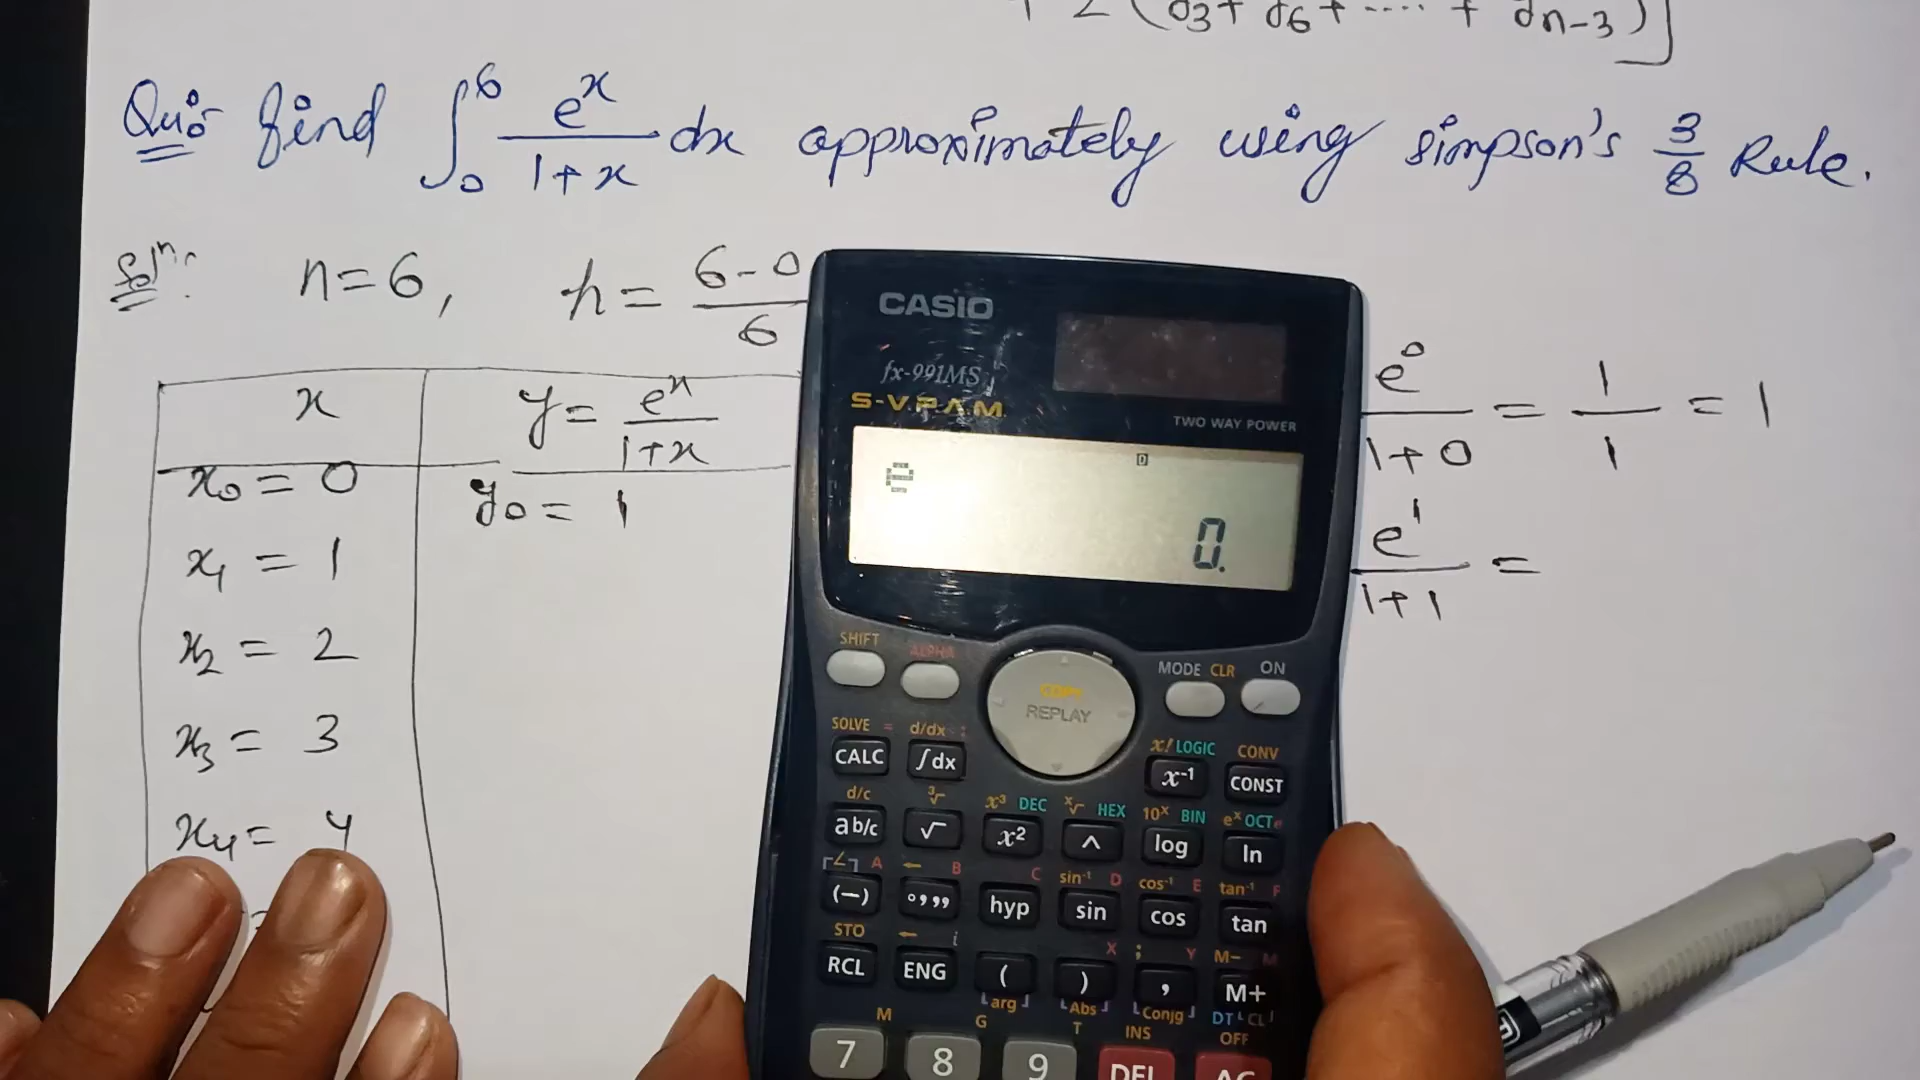 + 2 (y3 + y6 + .... + yn-3)]
Que: find ∫₀⁶ eˣ/(1+x) dx approximately using simpson's 3/8 Rule.
Solⁿ: n=6, h = (6-0)/6
x
y = eˣ/(1+x)
x₀ = 0
y₀ = 1
x₁ = 1
x₂ = 2
x₃ = 3
x₄ = 4
e⁰/(1+0) = 1/1 = 1
e¹/(1+1) =
CASIO
fx-991MS
S-V.P.A.M.
TWO WAY POWER
D
e
0.
SHIFT ALPHA MODE CLR ON
COPY
REPLAY
SOLVE = d/dx : x! LOGIC CONV
CALC ∫dx x⁻¹ CONST
d/c ³√ x³ DEC ˣ√ HEX 10ˣ BIN eˣ OCT e
ab/c √ x² ^ log ln
∠ A ← B C sin⁻¹ D cos⁻¹ E tan⁻¹ F
(−) °,,, hyp sin cos tan
STO ← i X ; Y M− M
RCL ENG ( ) , M+
arg Abs Conjg DT CL
M G T INS OFF
7 8 9 DEL AC